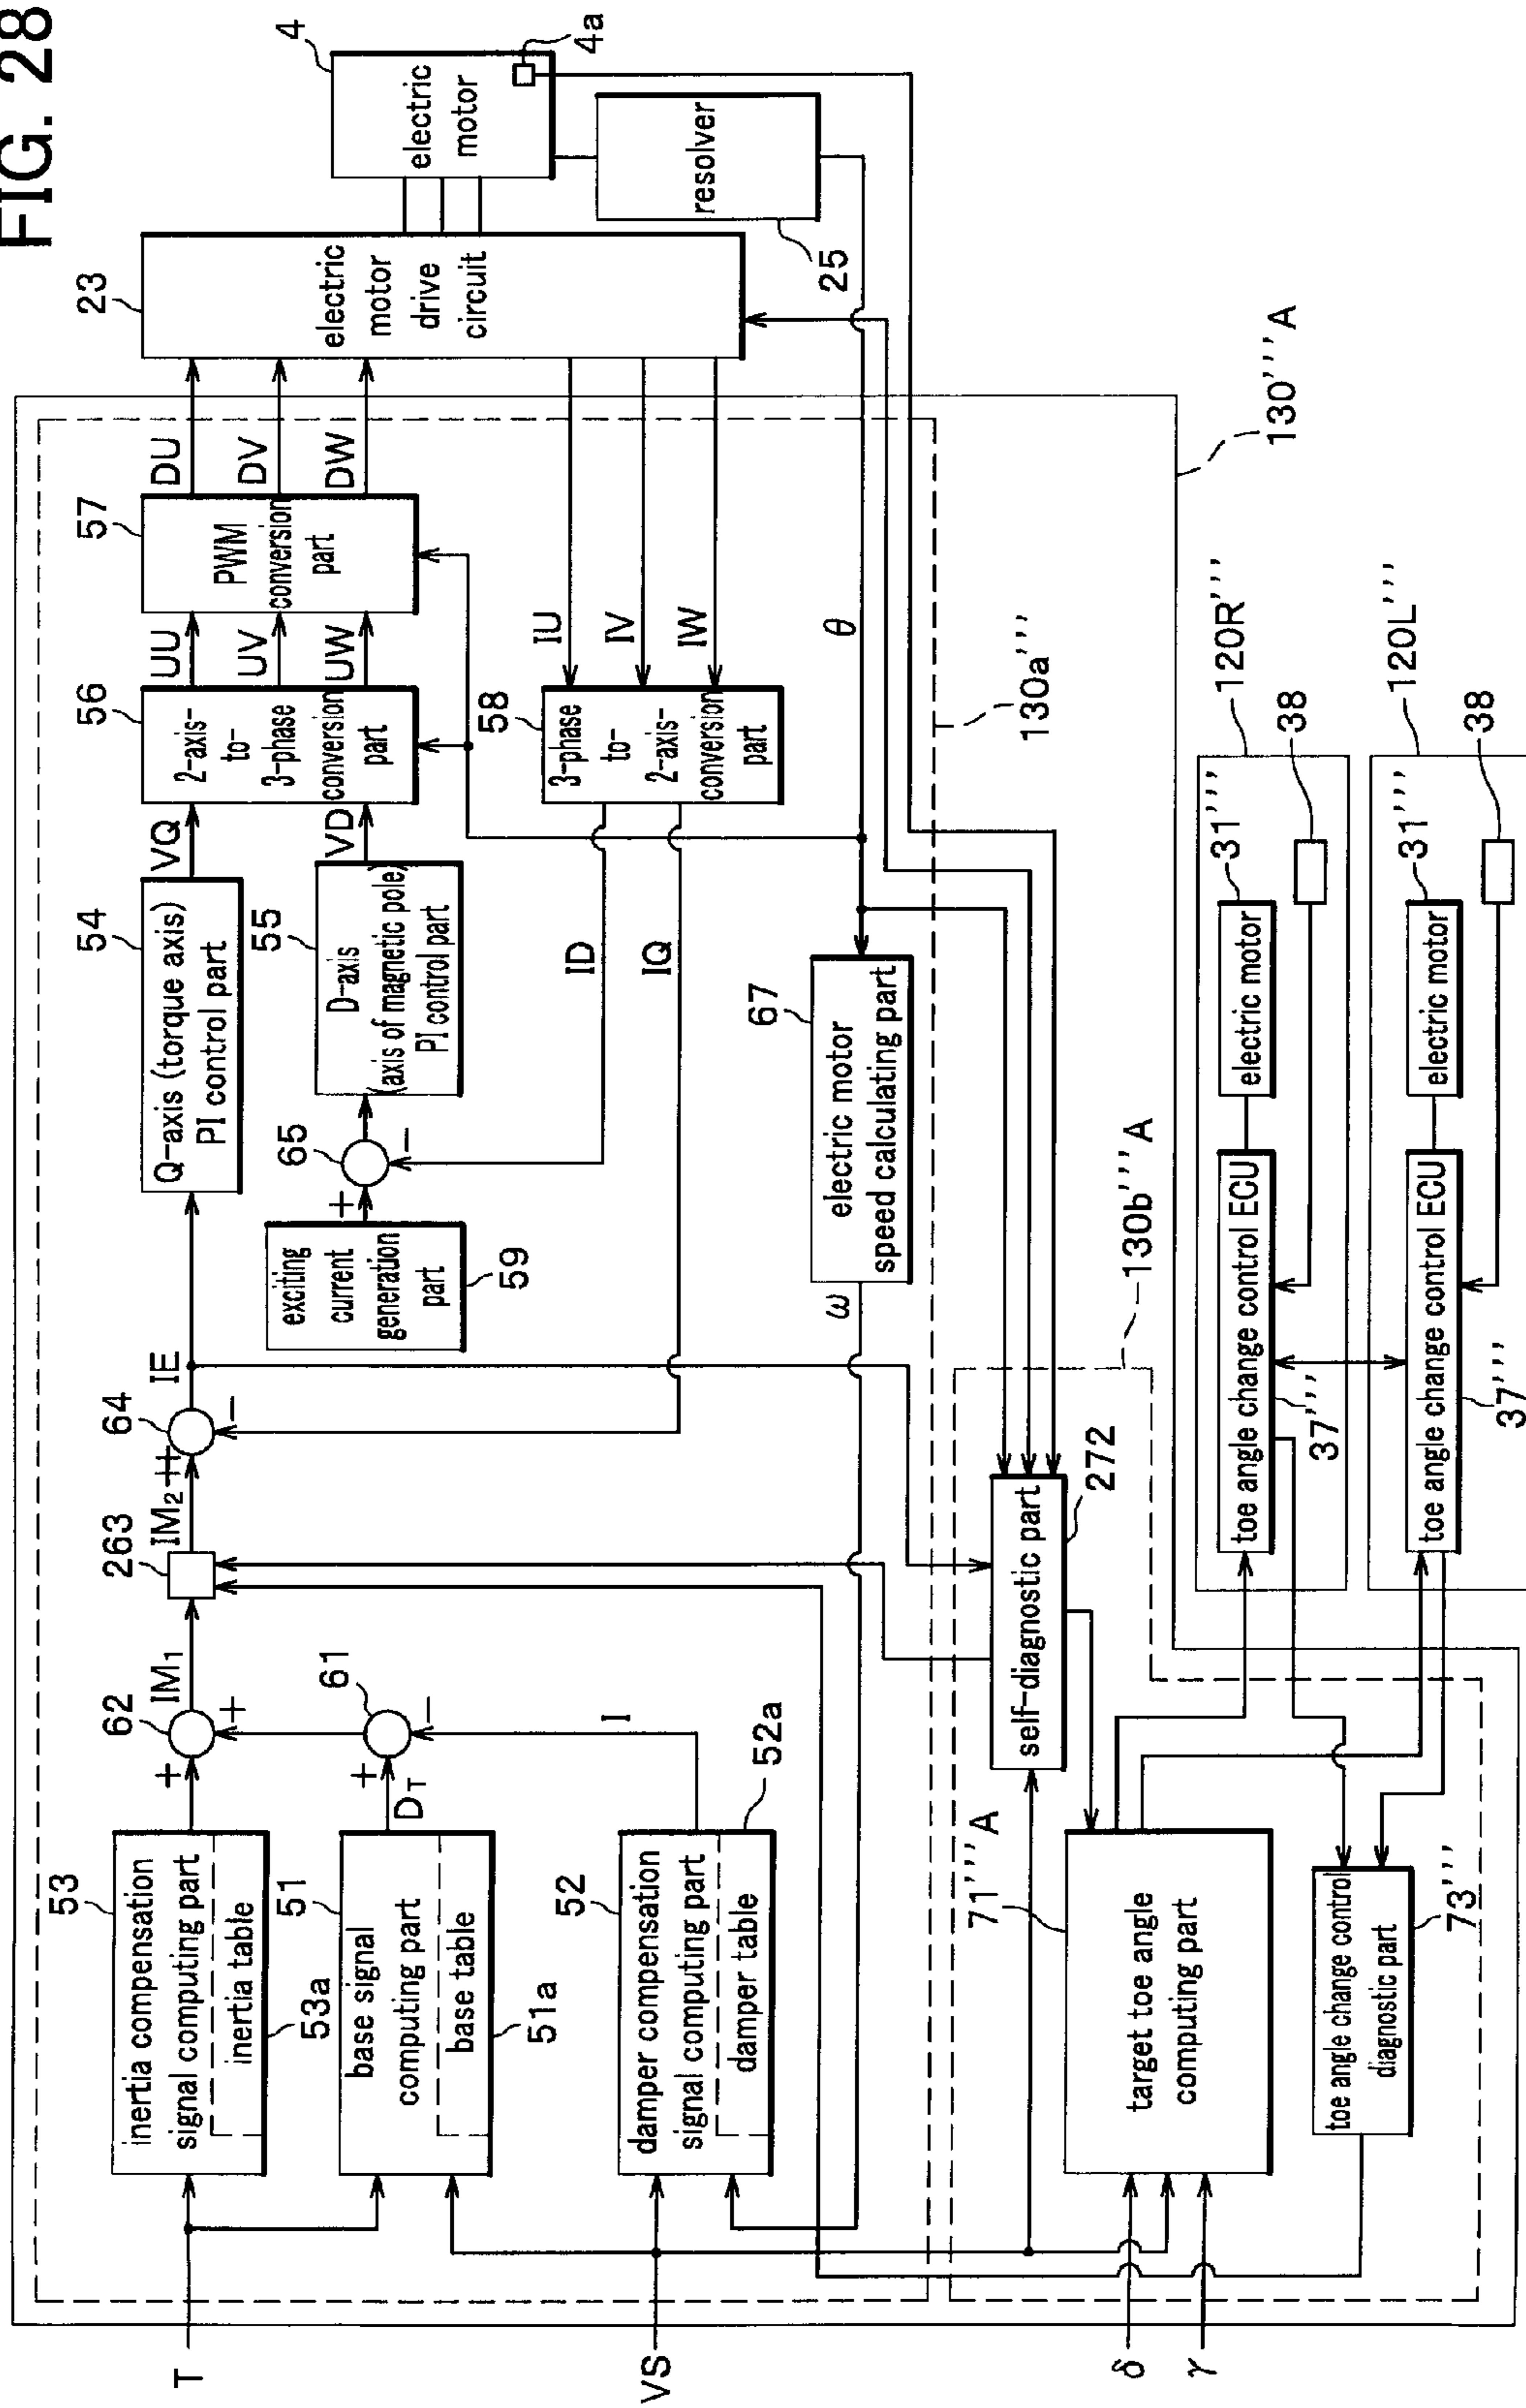 FIG. 28
53
inertia compensation
signal computing part
inertia table
53a
51
base signal
computing part
base table
51a
52
damper compensation
signal computing part
damper table
52a
T
VS
δ
γ
+
62
+
IM₁
+
DT
61
−
I
263
IM₂
+
64
−
IE
54
Q-axis (torque axis)
PI control part
VQ
exciting
current
generation
part
59
+
65
−
55
D-axis
(axis of magnetic pole)
PI control part
VD
56
2-axis-
to-
3-phase
conversion
part
UU
UV
UW
57
PWM
conversion
part
DU
DV
DW
23
electric
motor
drive
circuit
4
electric
motor
4a
resolver
25
58
3-phase
to-
2-axis-
conversion
part
IU
IV
IW
ID
IQ
θ
67
electric motor
speed calculating part
ω
130a'''
130'''A
130b'''A
self-diagnostic part
272
71'''A
target toe angle
computing part
toe angle change control
diagnostic part
73'''
120R'''
toe angle change control ECU
37'''
electric motor
31'''
38
120L'''
toe angle change control ECU
37'''
electric motor
31'''
38